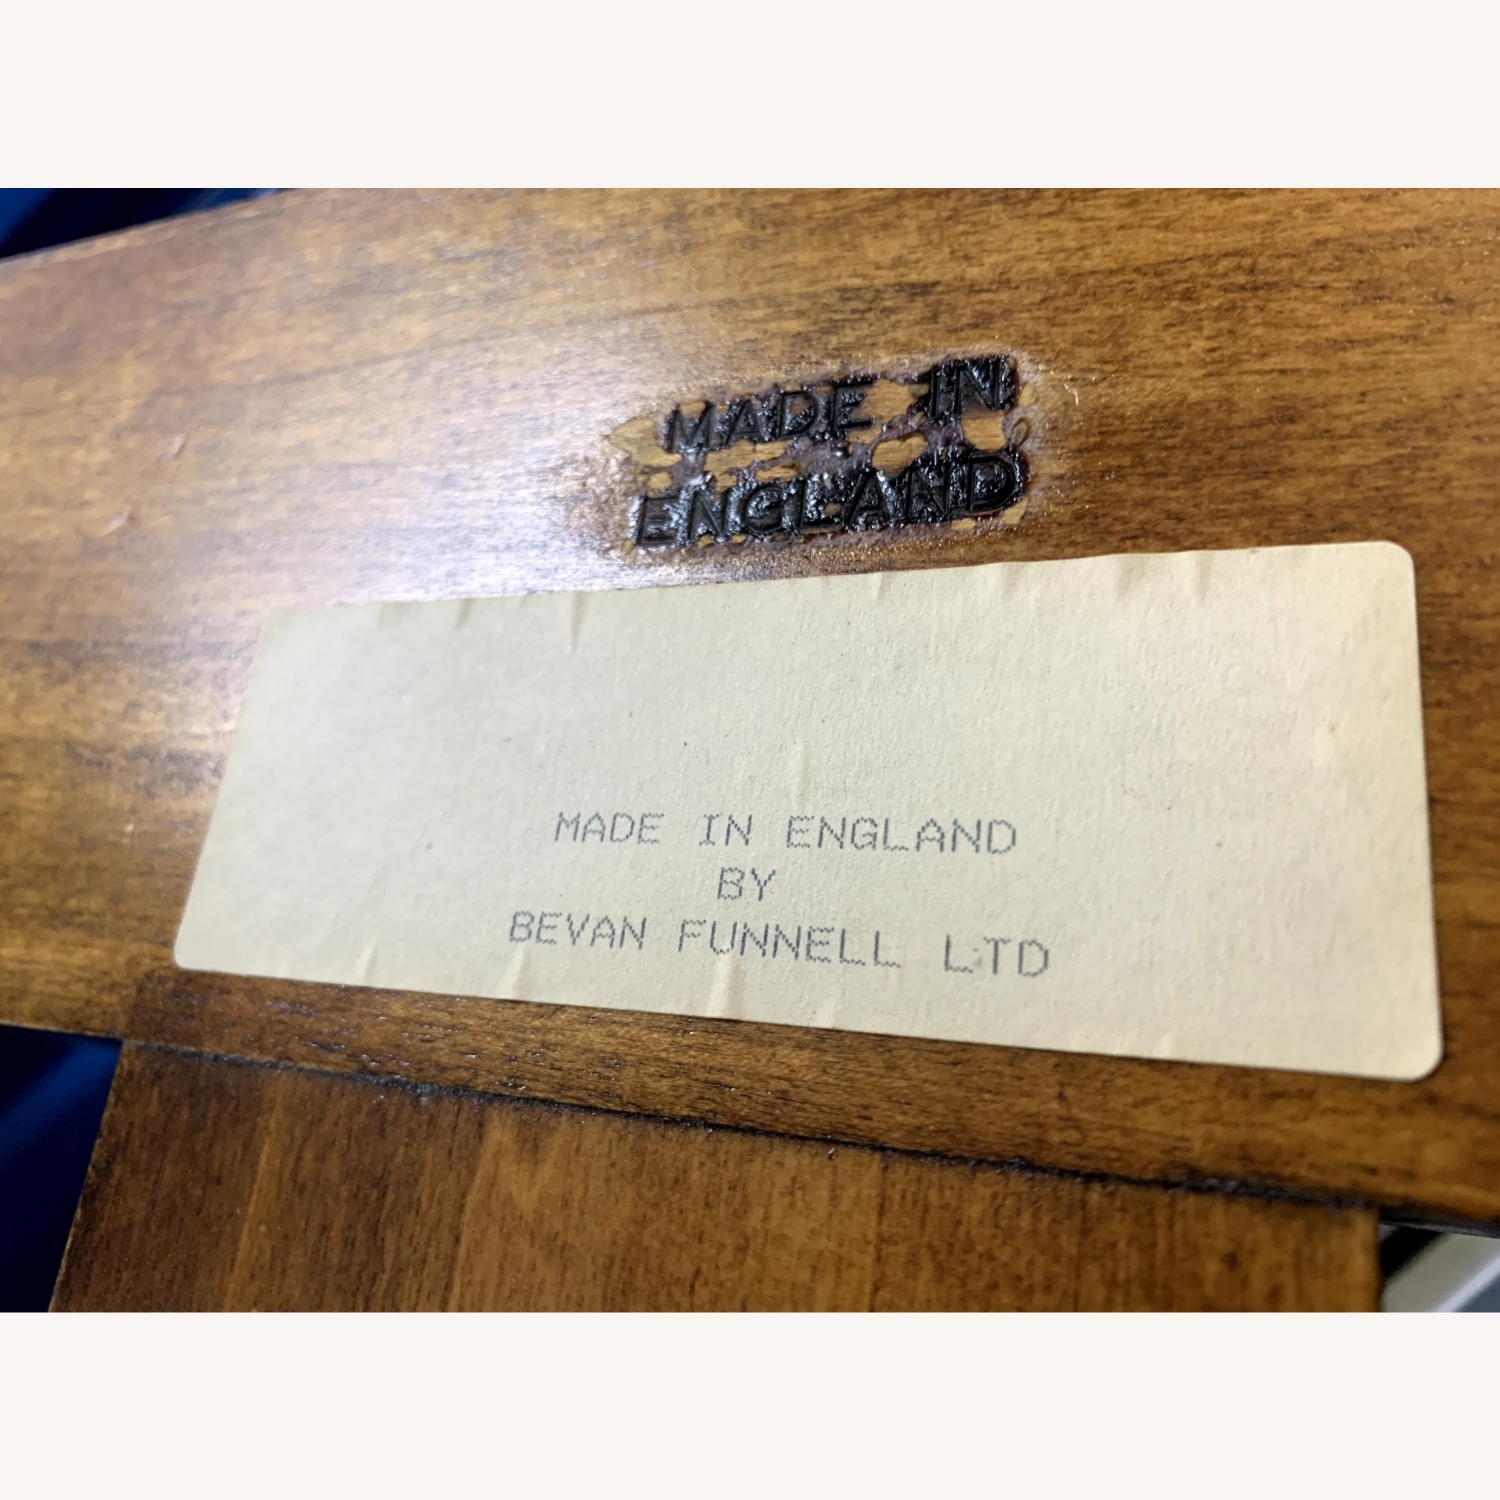 MADE IN
ENGLAND
MADE IN ENGLAND
BY
BEVAN FUNNELL LTD